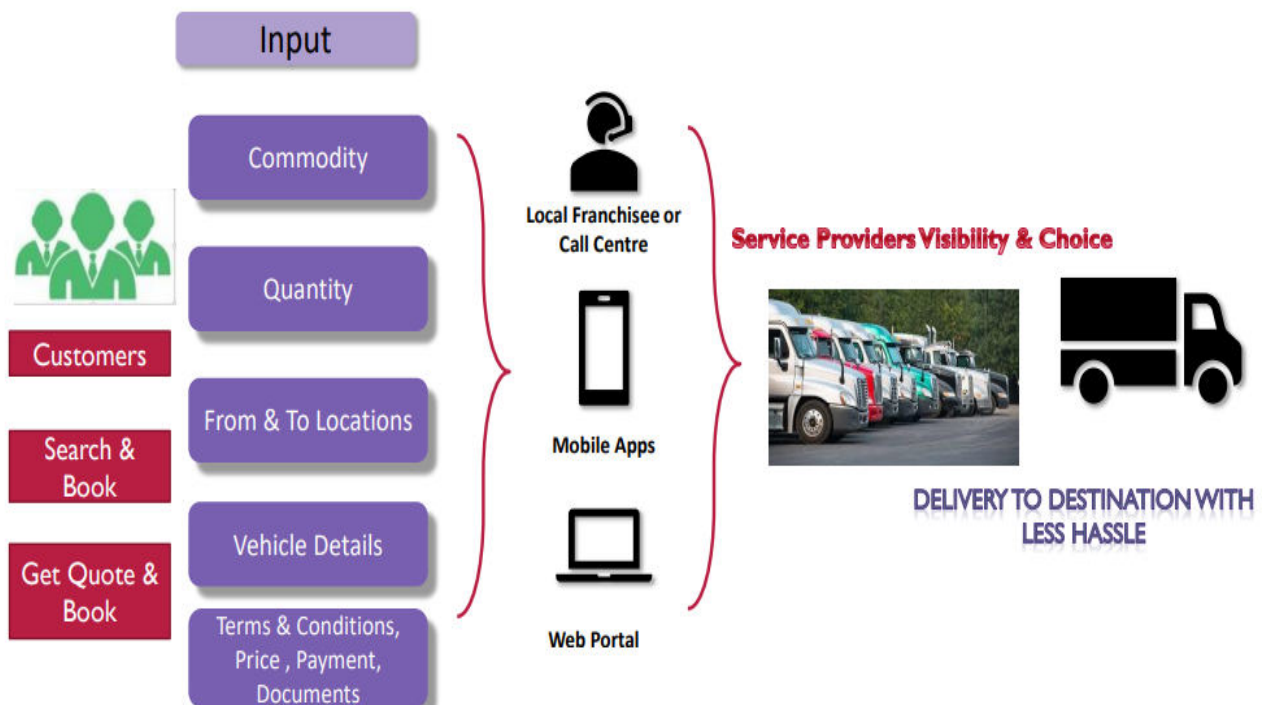 Input
Commodity
Quantity
From & To Locations
Vehicle Details
Terms & Conditions,
Price , Payment,
Documents
Customers
Search &
Book
Get Quote &
Book
Local Franchisee or
Call Centre
Mobile Apps
Web Portal
Service Providers Visibility & Choice
DELIVERY TO DESTINATION WITH
LESS HASSLE